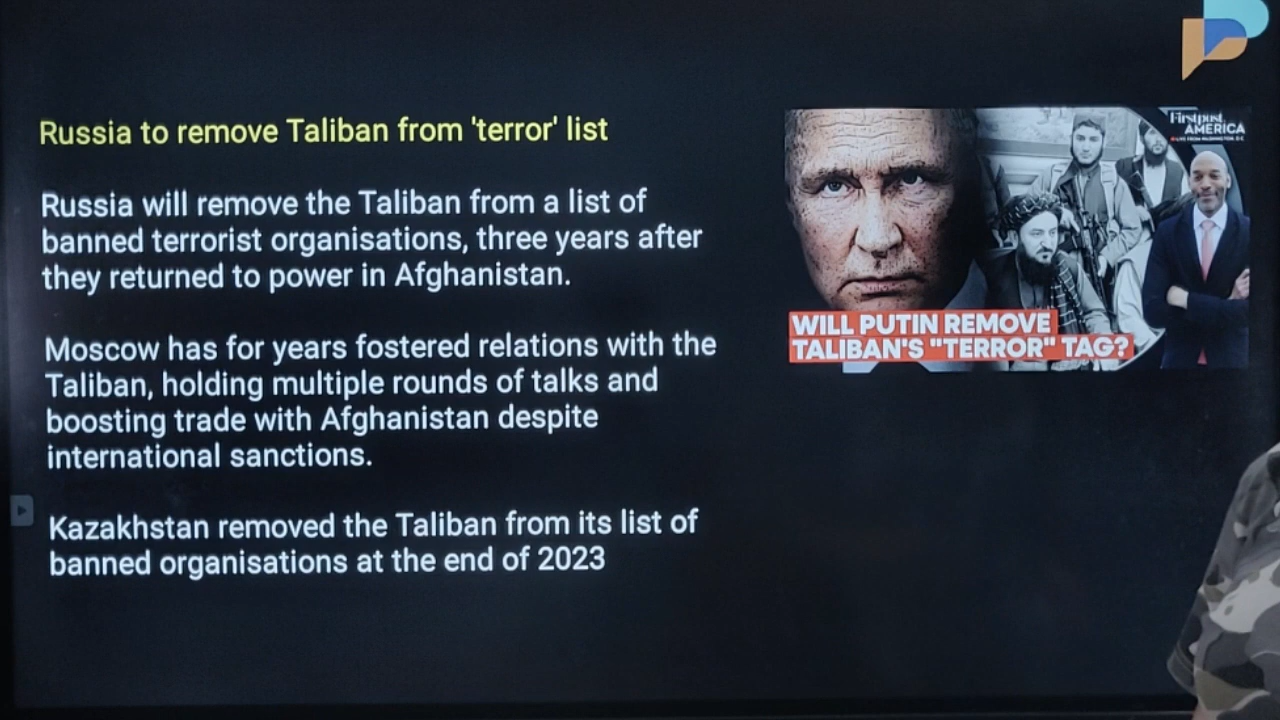 Russia to remove Taliban from 'terror' list
Russia will remove the Taliban from a list of
banned terrorist organisations, three years after
they returned to power in Afghanistan.
Moscow has for years fostered relations with the
Taliban, holding multiple rounds of talks and
boosting trade with Afghanistan despite
international sanctions.
Kazakhstan removed the Taliban from its list of
banned organisations at the end of 2023
Firstpost
AMERICA
LIVE FROM WASHINGTON, D.C.
WILL PUTIN REMOVE
TALIBAN'S "TERROR" TAG?